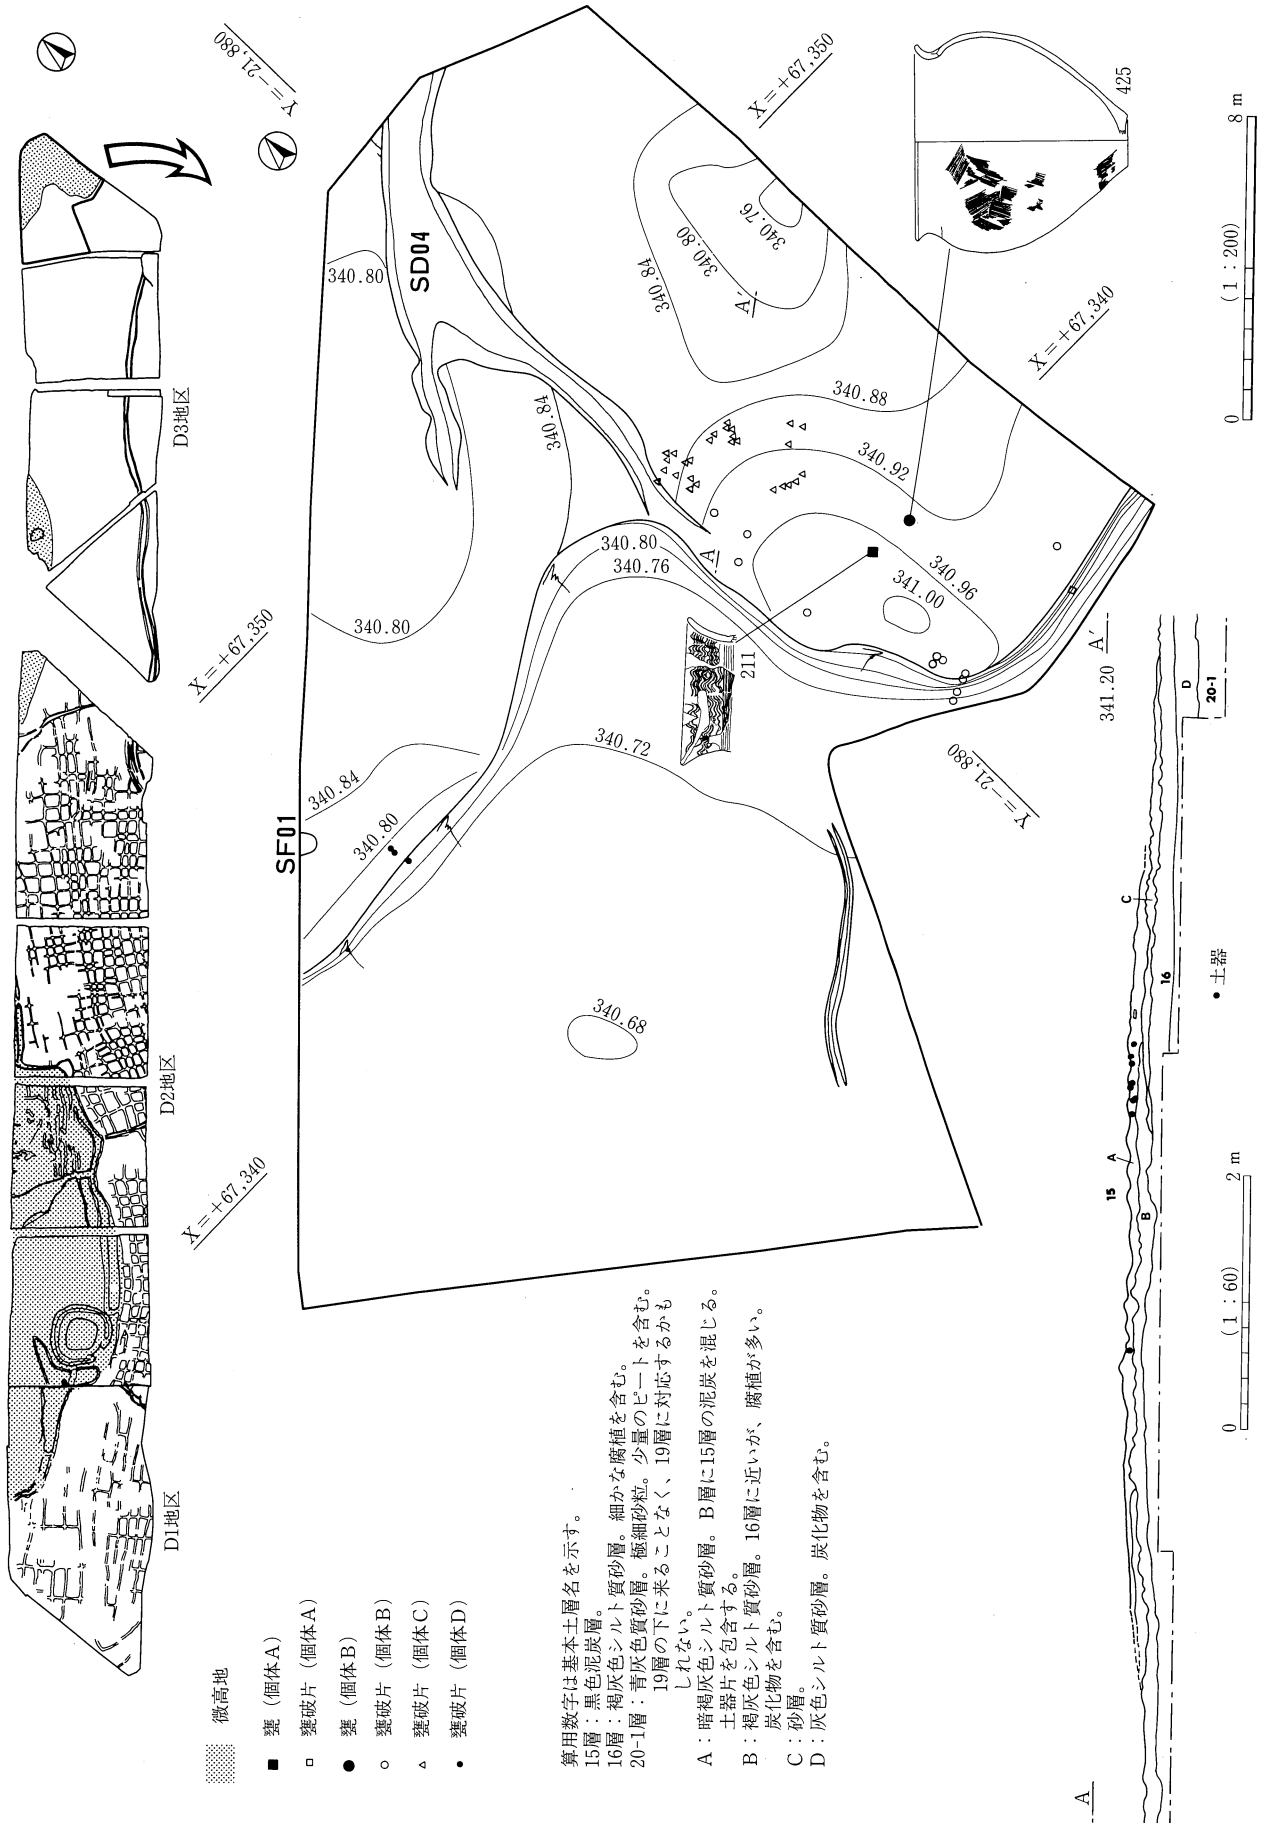 D1地区
D2地区
D3地区
X=+67,340
X=+67,350
Y=-21,880
X=+67,350
X=+67,340
Y=-21,880
SF01
SD04
340.84
340.80
340.80
340.80
340.84
340.80
340.76
340.72
340.68
340.84
340.80
340.76
340.88
340.92
340.96
341.00
A
A´
211
425
微高地
甕 (個体A)
甕破片 (個体A)
甕 (個体B)
甕破片 (個体B)
甕破片 (個体C)
甕破片 (個体D)
算用数字は基本土層名を示す。
15層:黒色泥炭層。
16層:褐灰色シルト質砂層。細かな腐植を含む。
20-1層:青灰色質砂層。極細砂粒。少量のピートを含む。
19層の下に来ることなく、19層に対応するかも
しれない。
A:暗褐灰色シルト質砂層。B層に15層の泥炭を混じる。
土器片を包含する。
B:褐灰色シルト質砂層。16層に近いが、腐植が多い。
炭化物を含む。
C:砂層。
D:灰色シルト質砂層。炭化物を含む。
0 (1:200) 8 m
A
A´
341.20
15
A
B
C
16
D
20-1
土器
0 (1:60) 2 m